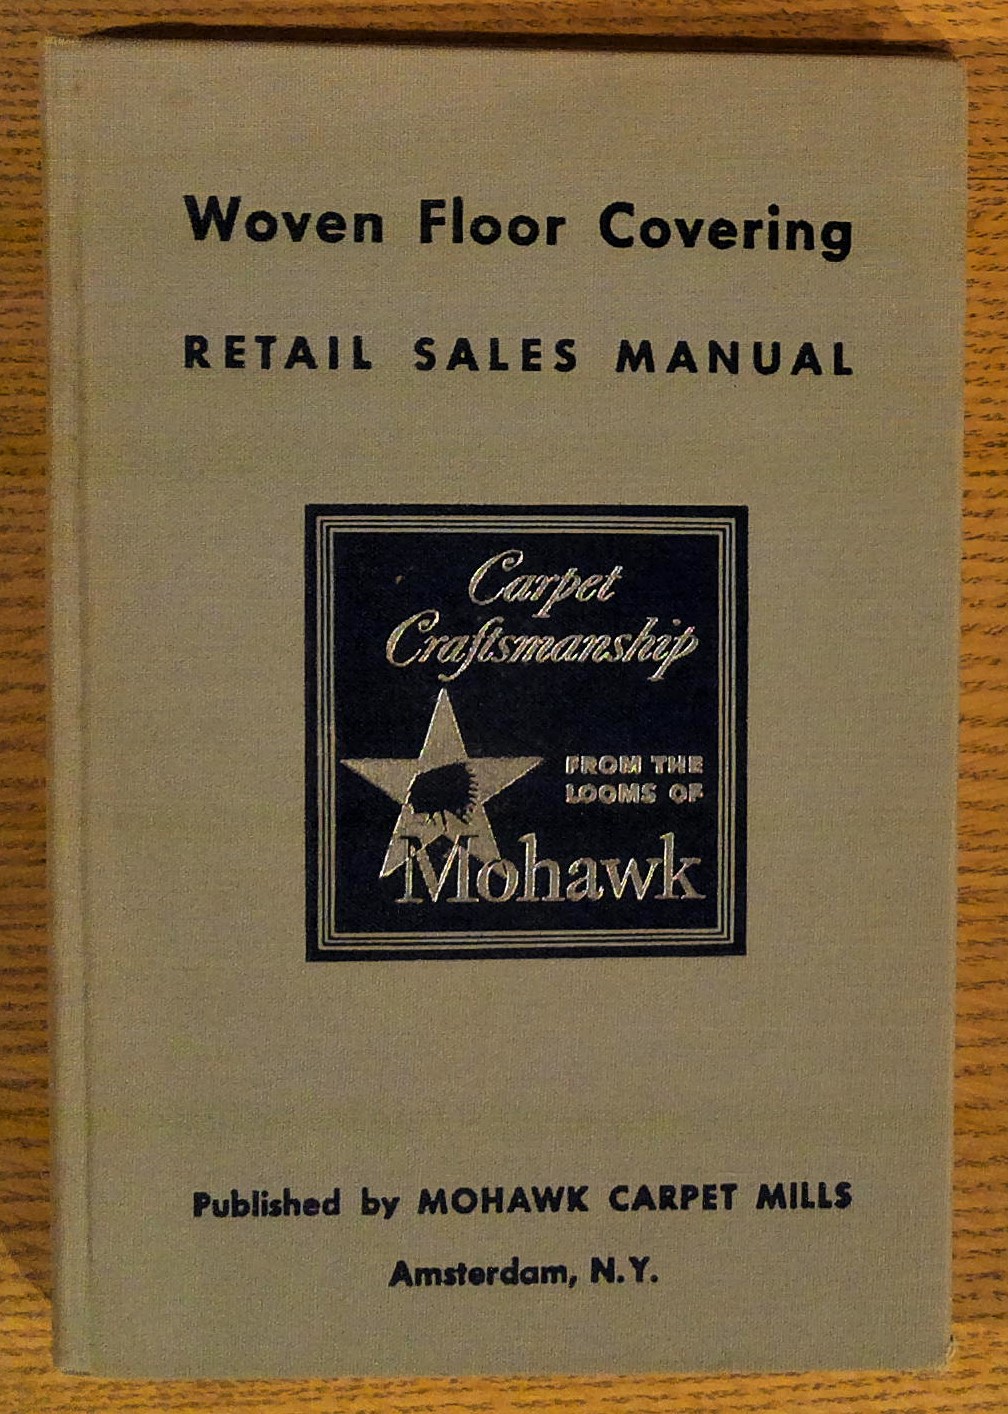 Woven Floor Covering
RETAIL SALES MANUAL
Carpet
Craftsmanship
FROM THE
LOOMS OF
Mohawk
Published by MOHAWK CARPET MILLS
Amsterdam, N.Y.